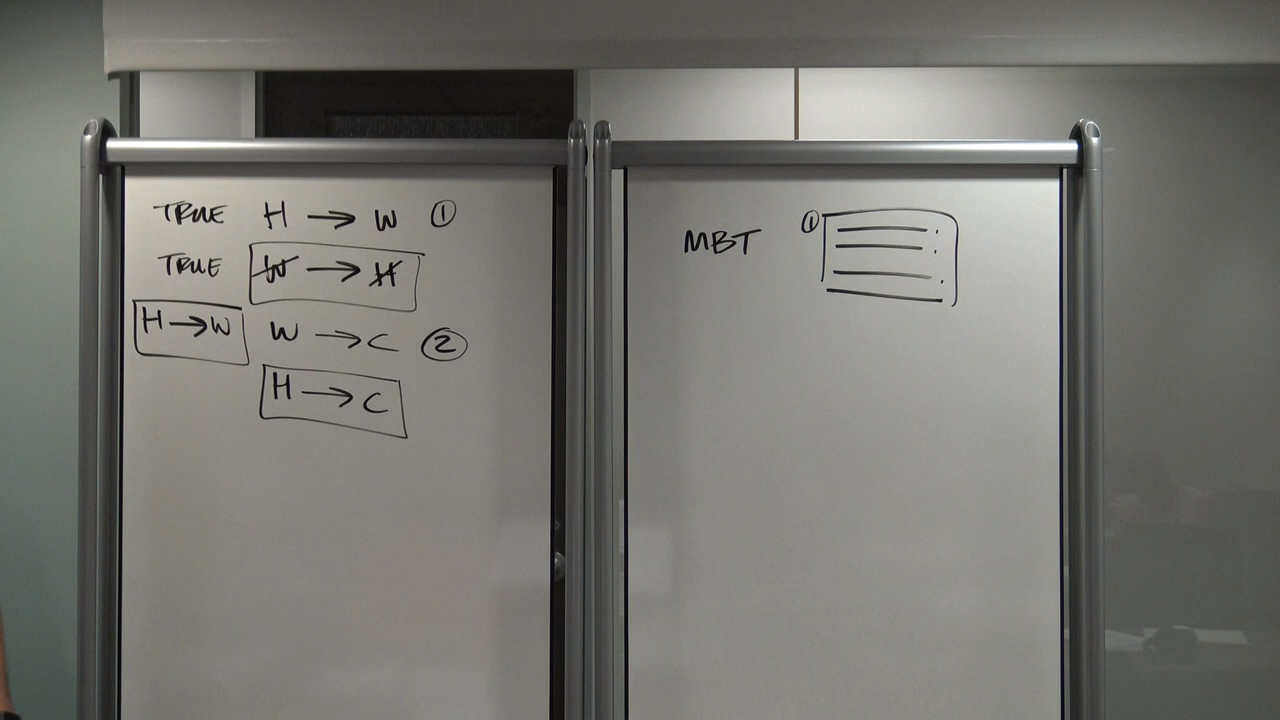 TRUE H → W ①
TRUE W̸ → H̸
H → W W → C ②
H → C
MBT ①